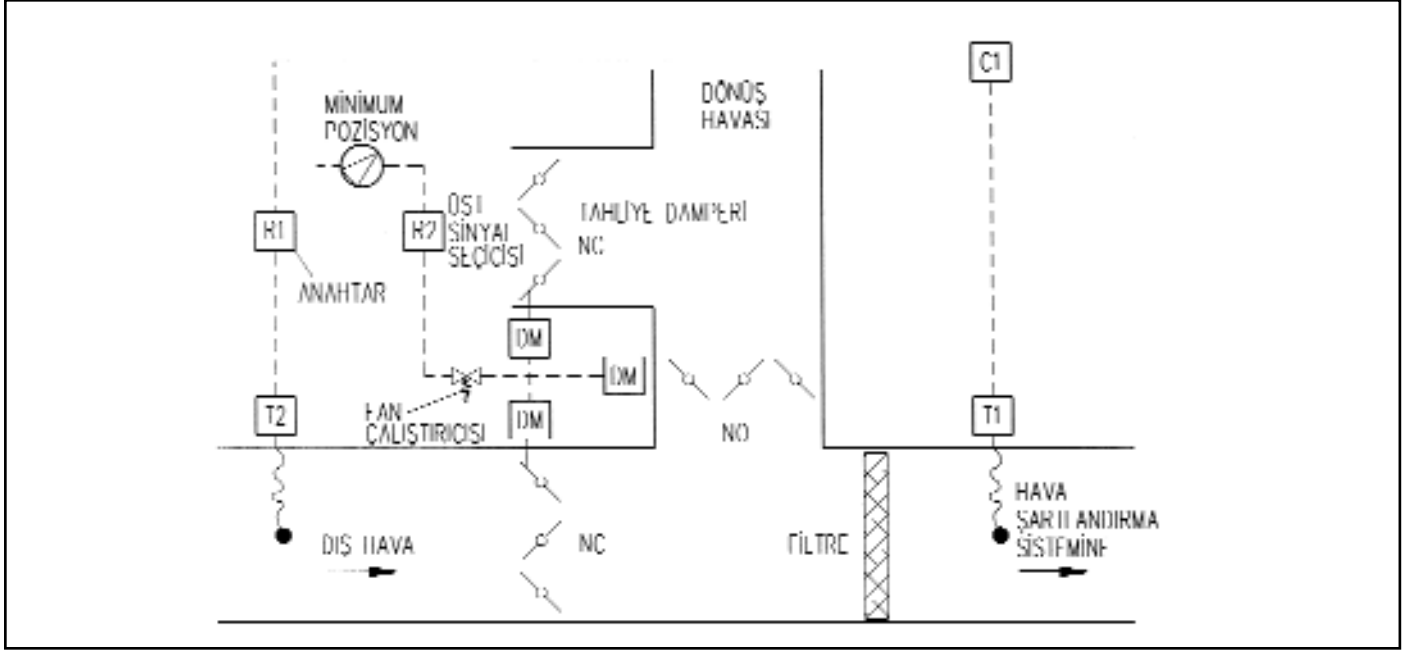 C1
MİNİMUM
POZİSYON
DÖNÜŞ
HAVASI
R1
R2
ÜST
SİNYAL
SEÇİCİSİ
TAHLİYE DAMPERİ
NC
ANAHTAR
DM
DM
T2
FAN
ÇALIŞTIRICISI
DM
NO
T1
DIŞ HAVA
NC
FİLTRE
HAVA
ŞARTLANDIRMA
SİSTEMİNE